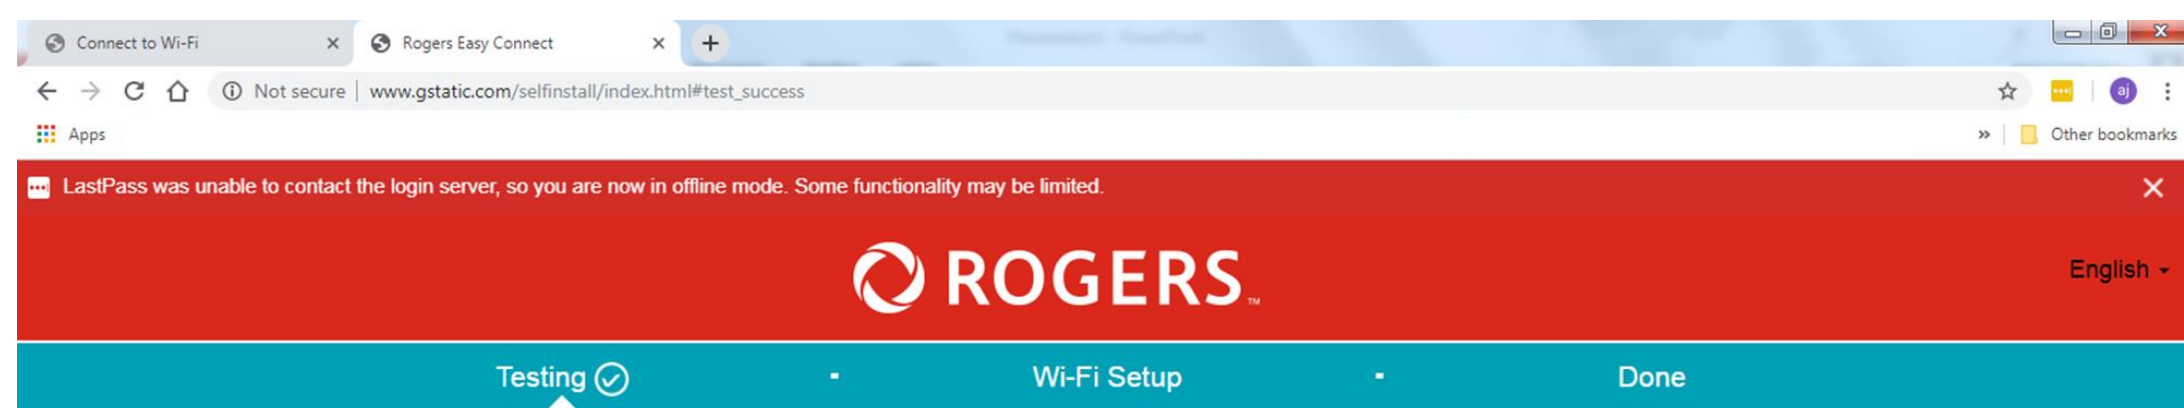 Connect to Wi-Fi Rogers Easy Connect
Not secure www.gstatic.com/selfinstall/index.html#test_success aj
Apps Other bookmarks
LastPass was unable to contact the login server, so you are now in offline mode. Some functionality may be limited.
ROGERS™
English
Testing Wi-Fi Setup Done